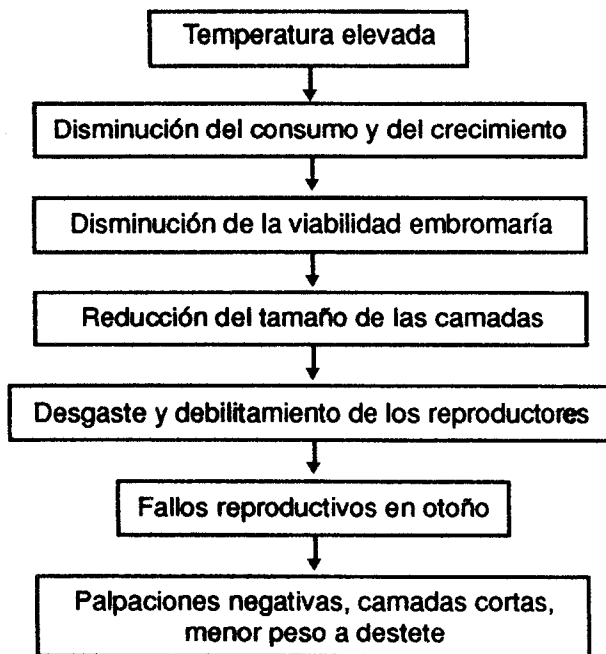 Temperatura elevada
Disminución del consumo y del crecimiento
Disminución de la viabilidad embromaría
Reducción del tamaño de las camadas
Desgaste y debilitamiento de los reproductores
Fallos reproductivos en otoño
Palpaciones negativas, camadas cortas,
menor peso a destete